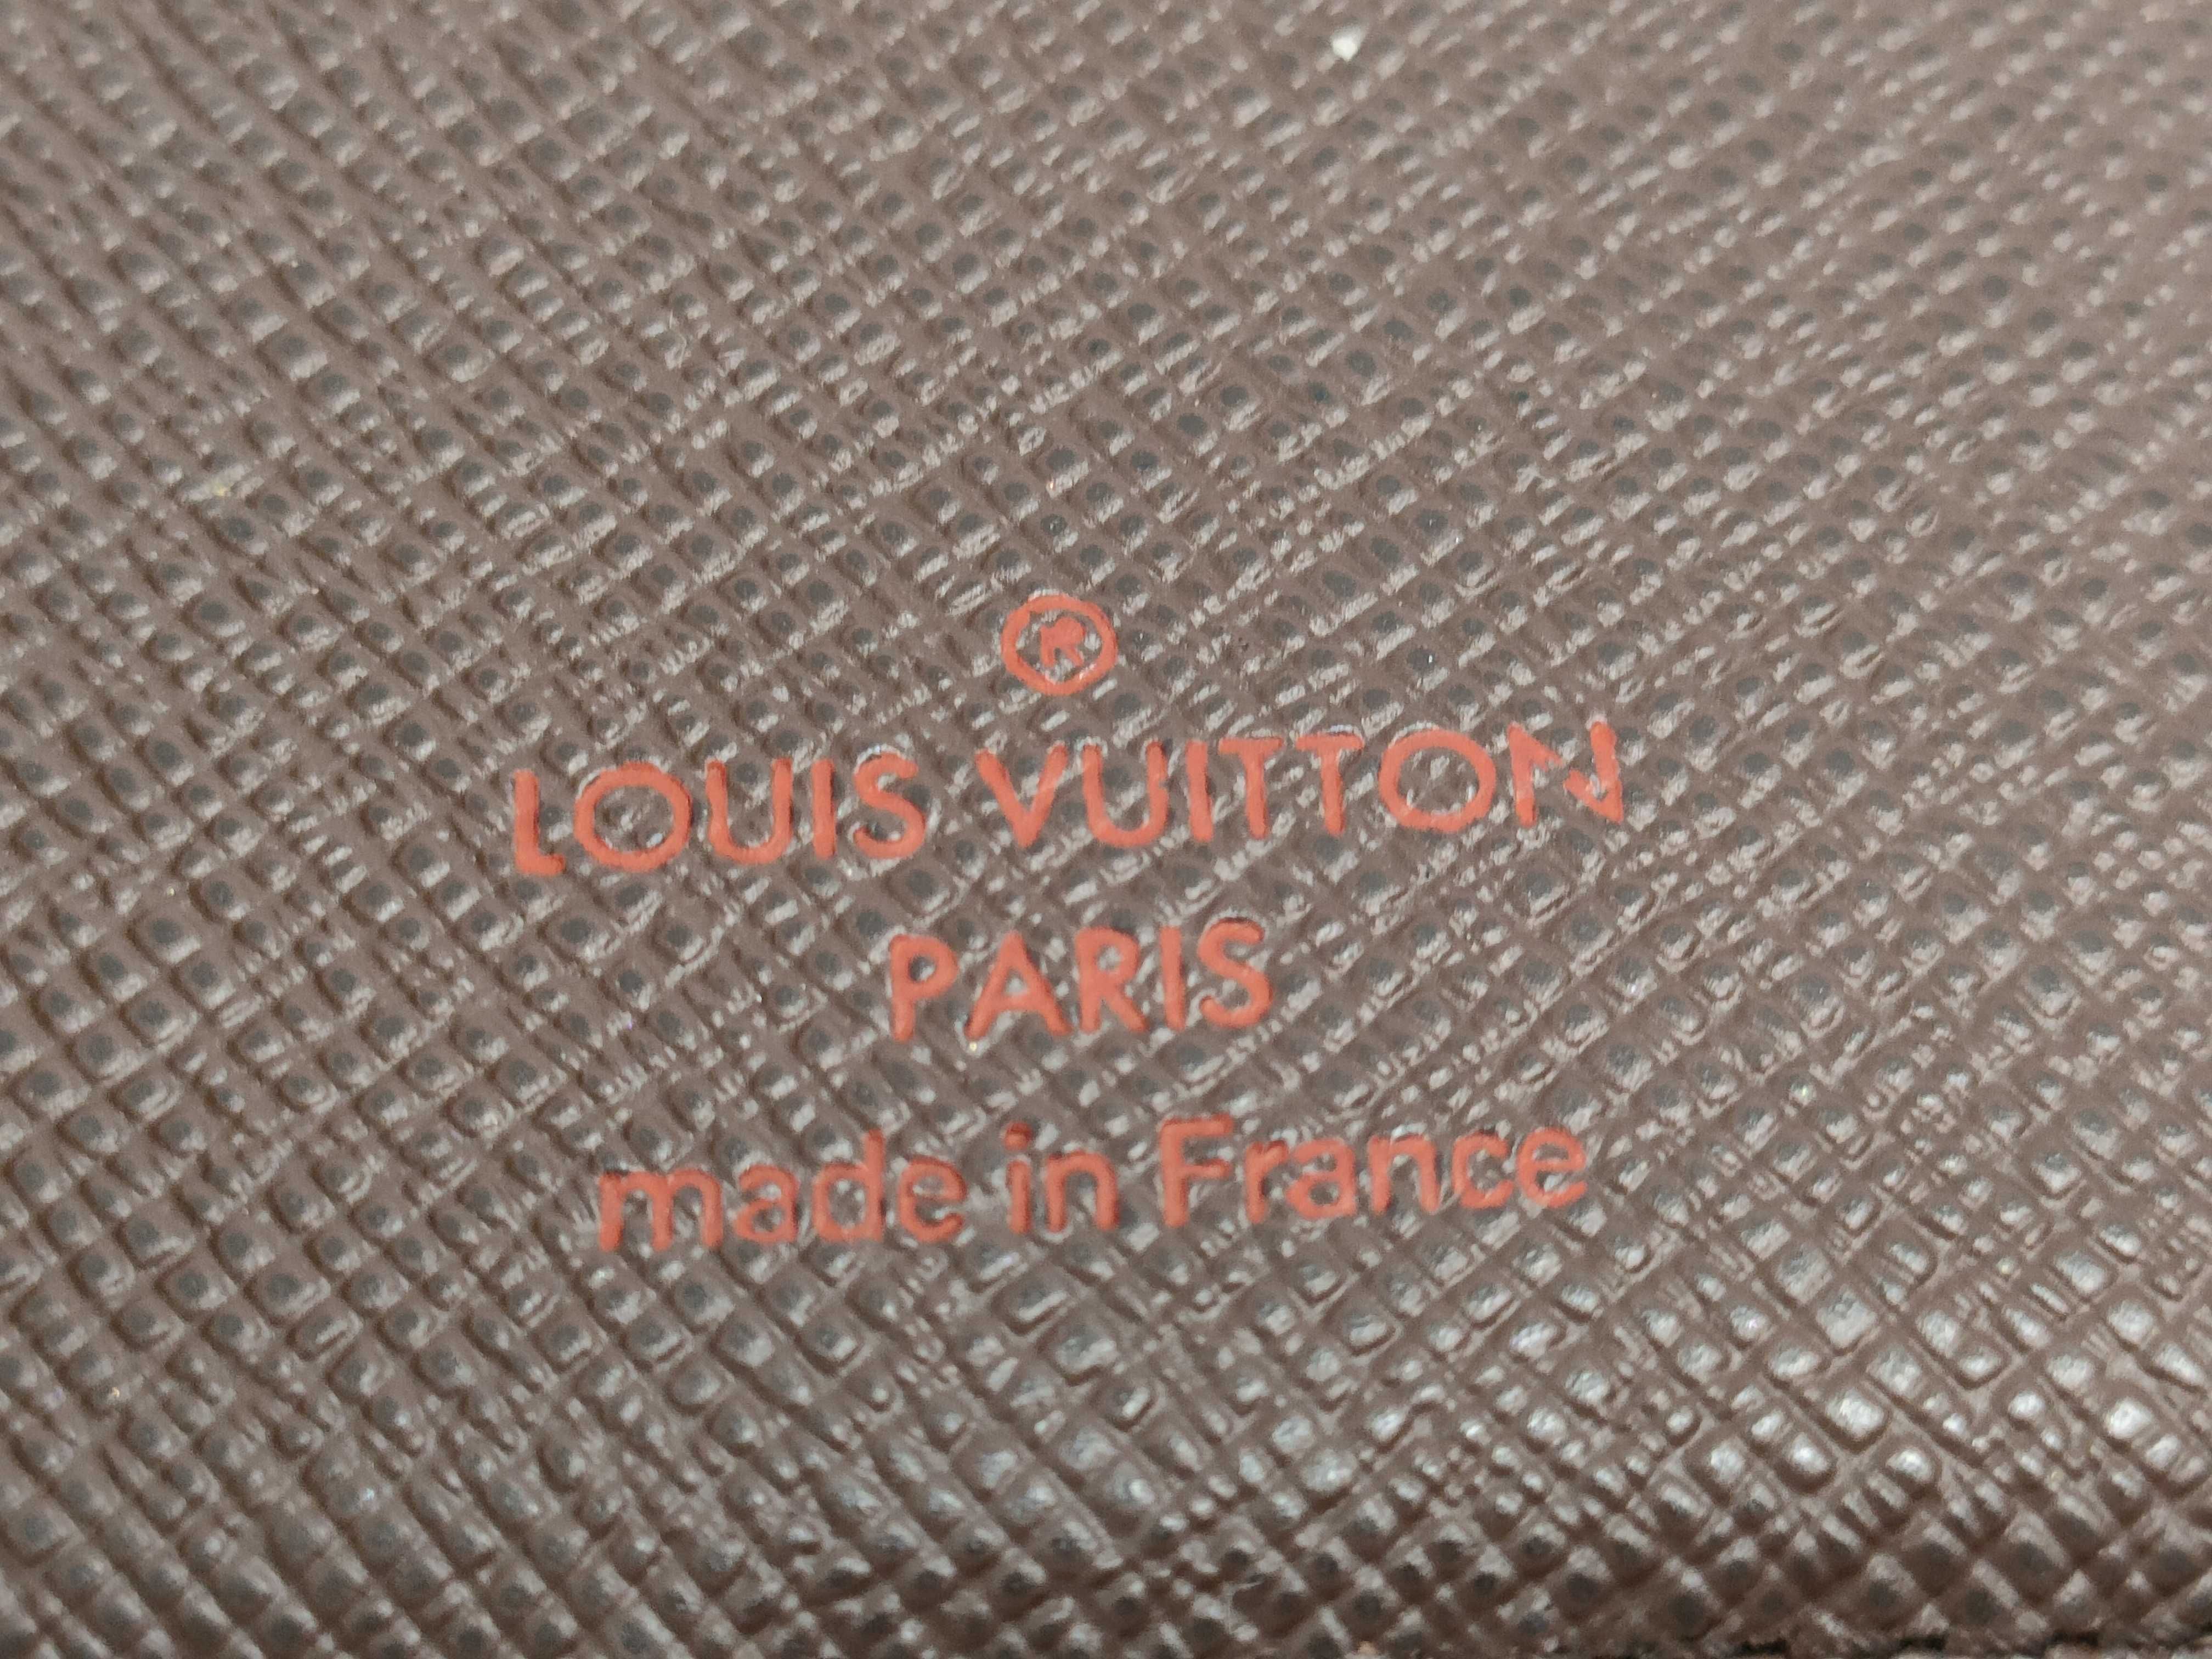 ®
LOUIS VUITTON
PARIS
made in France